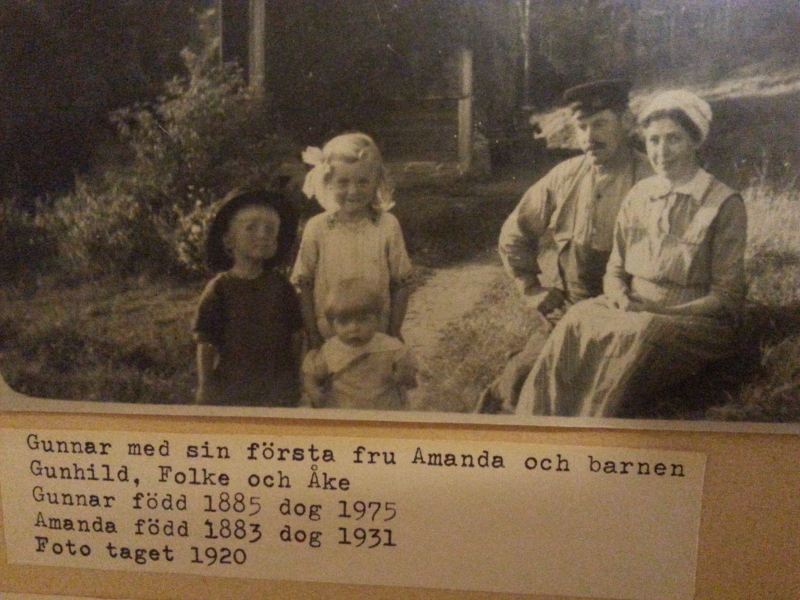 Gunnar med sin första fru Amanda och barnen
Gunhild, Folke och Åke
Gunnar född 1885 dog 1975
Amanda född 1883 dog 1931
Foto taget 1920